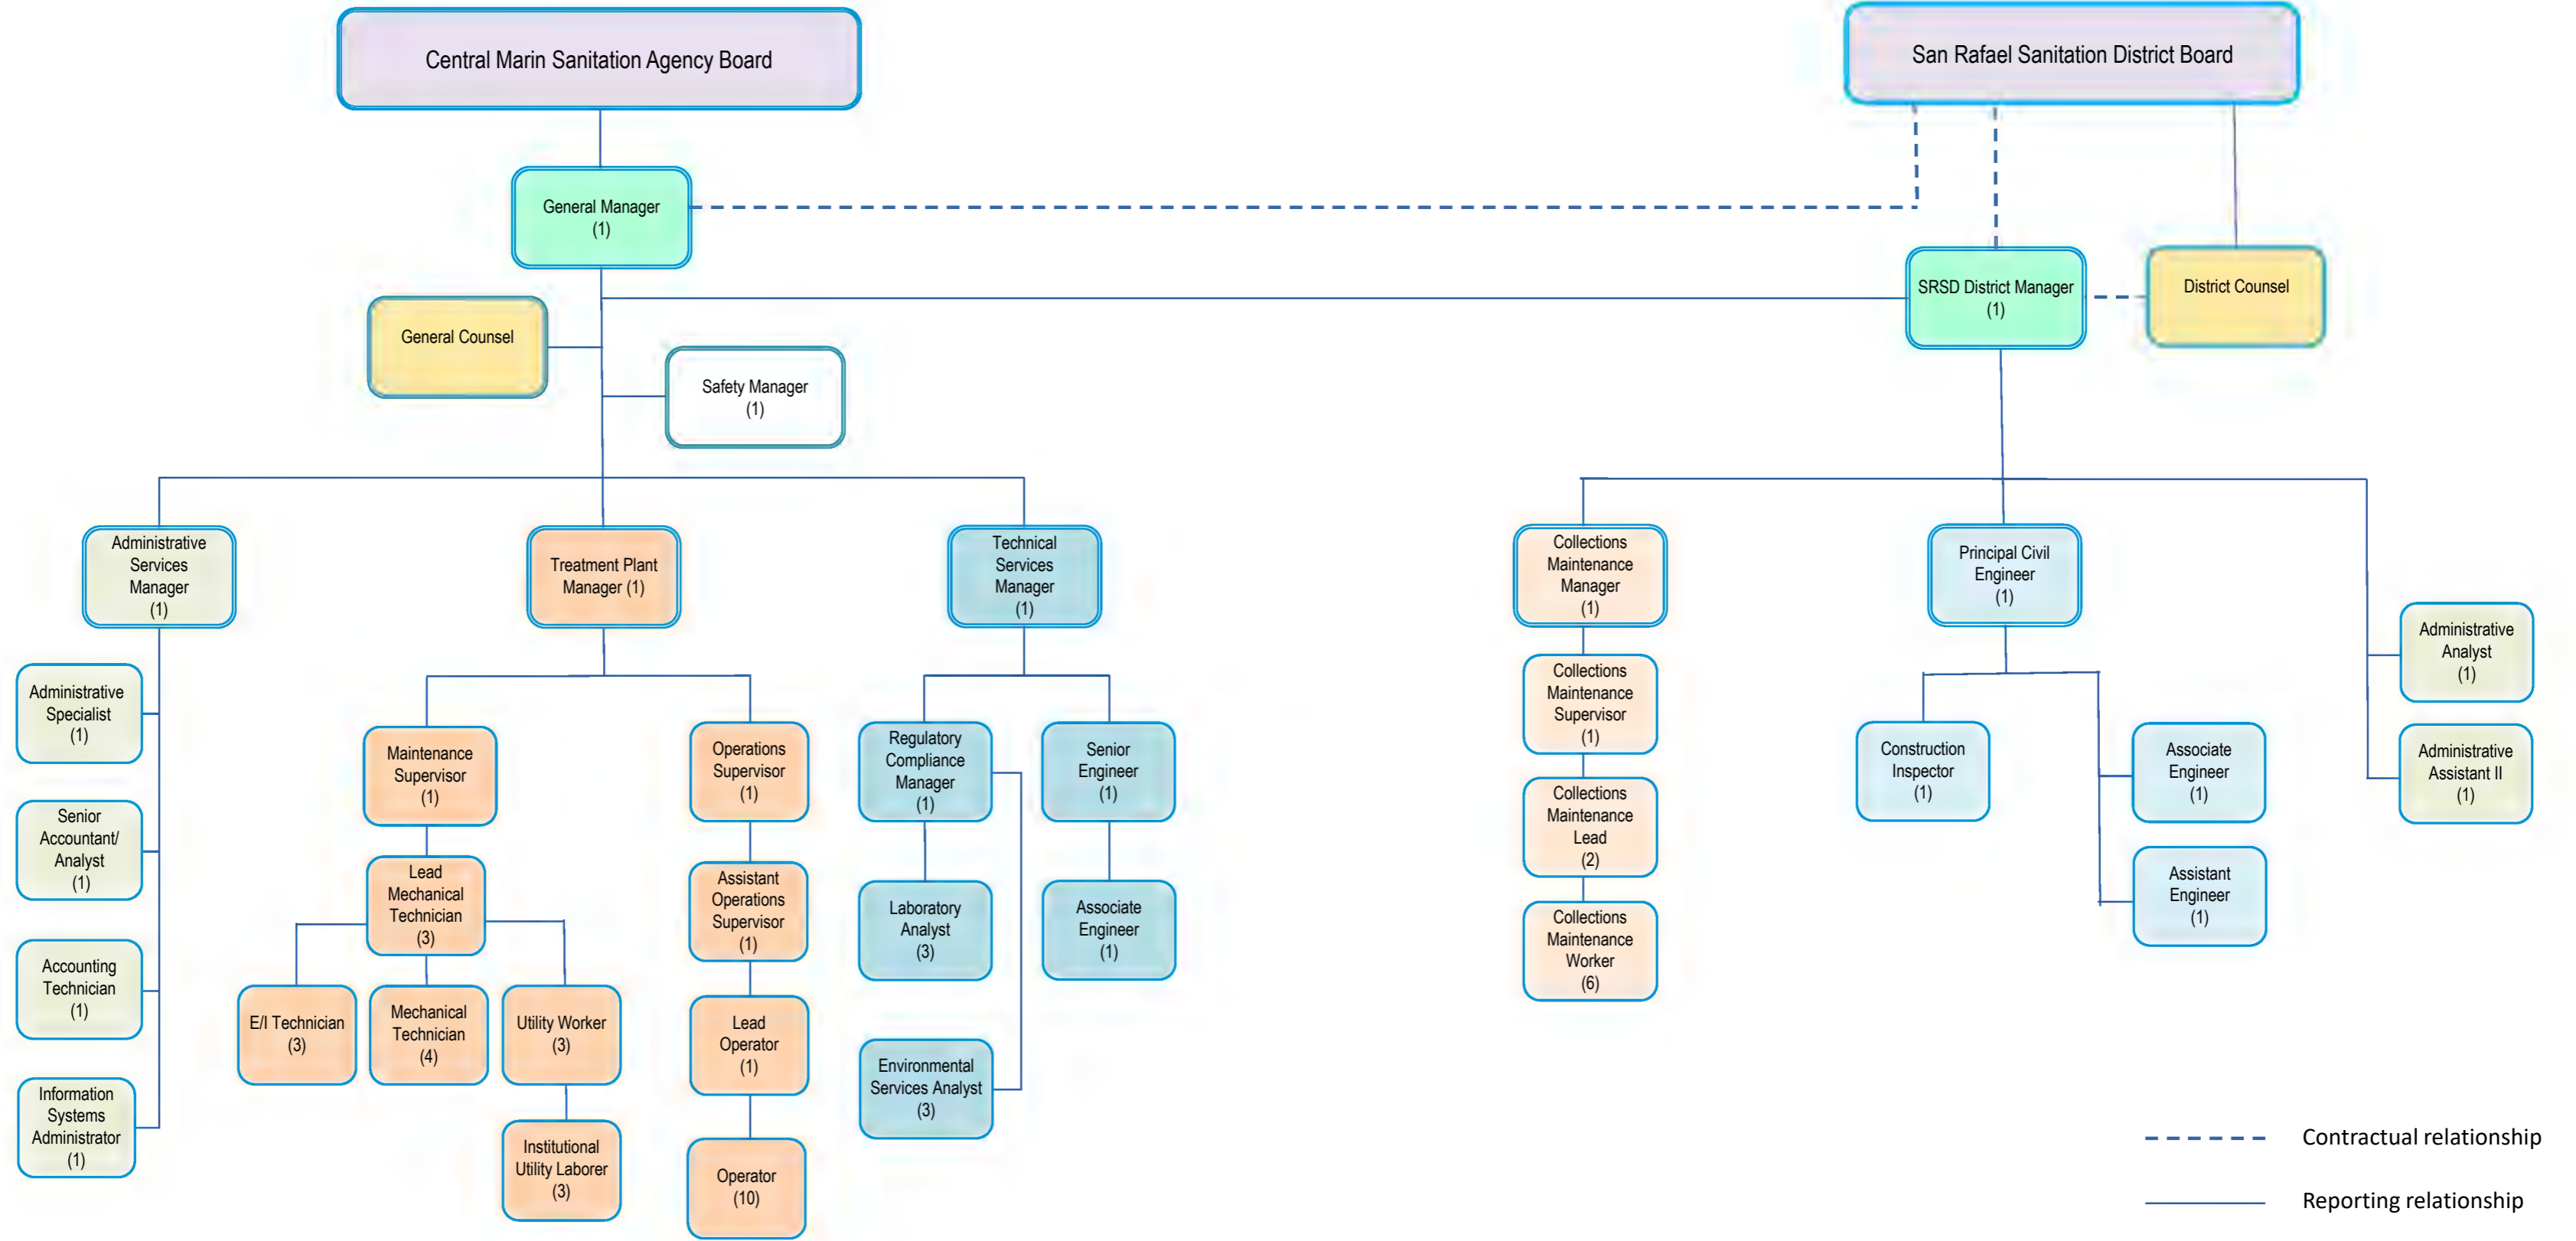 Central Marin Sanitation Agency Board
San Rafael Sanitation District Board
General Manager
(1)
SRSD District Manager
(1)
District Counsel
General Counsel
Safety Manager
(1)
Administrative
Services
Manager
(1)
Treatment Plant
Manager (1)
Technical
Services
Manager
(1)
Collections
Maintenance
Manager
(1)
Principal Civil
Engineer
(1)
Administrative
Specialist
(1)
Senior
Accountant/
Analyst
(1)
Accounting
Technician
(1)
Information
Systems
Administrator
(1)
Maintenance
Supervisor
(1)
Lead
Mechanical
Technician
(3)
E/I Technician
(3)
Mechanical
Technician
(4)
Utility Worker
(3)
Institutional
Utility Laborer
(3)
Operations
Supervisor
(1)
Assistant
Operations
Supervisor
(1)
Lead
Operator
(1)
Operator
(10)
Regulatory
Compliance
Manager
(1)
Laboratory
Analyst
(3)
Environmental
Services Analyst
(3)
Senior
Engineer
(1)
Associate
Engineer
(1)
Collections
Maintenance
Supervisor
(1)
Collections
Maintenance
Lead
(2)
Collections
Maintenance
Worker
(6)
Construction
Inspector
(1)
Associate
Engineer
(1)
Assistant
Engineer
(1)
Administrative
Analyst
(1)
Administrative
Assistant II
(1)
Contractual relationship
Reporting relationship